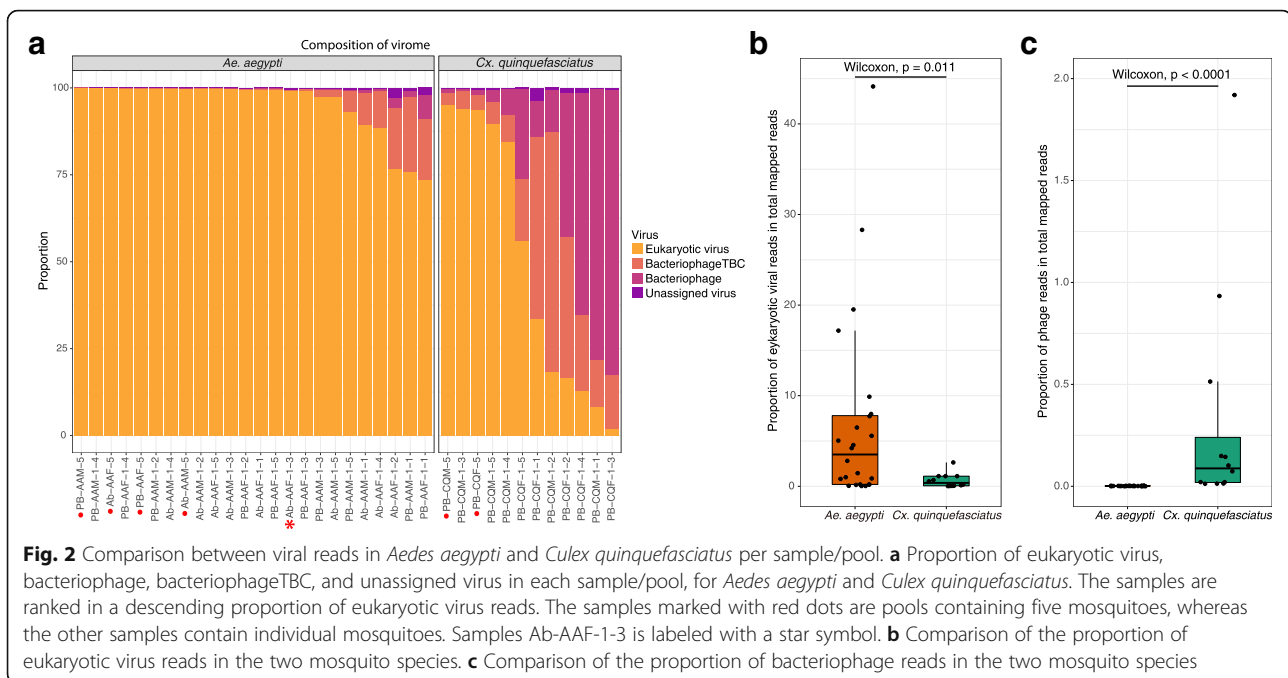 a
Composition of virome
Ae. aegypti
Cx. quinquefasciatus
Proportion
100
75
50
25
0
PB-AAM-5
PB-AAM-1-4
Ab-AAF-5
PB-AAF-1-4
PB-AAF-5
PB-AAM-1-2
Ab-AAM-1-4
Ab-AAM-5
Ab-AAM-1-2
Ab-AAF-1-5
Ab-AAM-1-3
PB-AAF-1-2
Ab-AAF-1-1
PB-AAF-1-5
Ab-AAF-1-3
PB-AAF-1-3
PB-AAM-1-3
Ab-AAM-1-5
PB-AAM-1-5
Ab-AAM-1-1
Ab-AAF-1-4
Ab-AAF-1-2
PB-AAM-1-1
PB-AAF-1-1
PB-CQM-5
PB-CQM-1-3
PB-CQF-5
PB-CQM-1-5
PB-CQM-1-4
PB-CQF-1-5
PB-CQF-1-1
PB-CQM-1-2
PB-CQF-1-2
PB-CQF-1-4
PB-CQM-1-1
PB-CQF-1-3
*
Virus
Eukaryotic virus
BacteriophageTBC
Bacteriophage
Unassigned virus
b
Wilcoxon, p = 0.011
Proportion of eykaryotic viral reads in total mapped reads
40
30
20
10
0
Ae. aegypti
Cx. quinquefasciatus
c
Wilcoxon, p < 0.0001
Proportion of phage reads in total mapped reads
2.0
1.5
1.0
0.5
0.0
Ae. aegypti
Cx. quinquefasciatus
Fig. 2 Comparison between viral reads in Aedes aegypti and Culex quinquefasciatus per sample/pool. a Proportion of eukaryotic virus,
bacteriophage, bacteriophageTBC, and unassigned virus in each sample/pool, for Aedes aegypti and Culex quinquefasciatus. The samples are
ranked in a descending proportion of eukaryotic virus reads. The samples marked with red dots are pools containing five mosquitoes, whereas
the other samples contain individual mosquitoes. Samples Ab-AAF-1-3 is labeled with a star symbol. b Comparison of the proportion of
eukaryotic virus reads in the two mosquito species. c Comparison of the proportion of bacteriophage reads in the two mosquito species